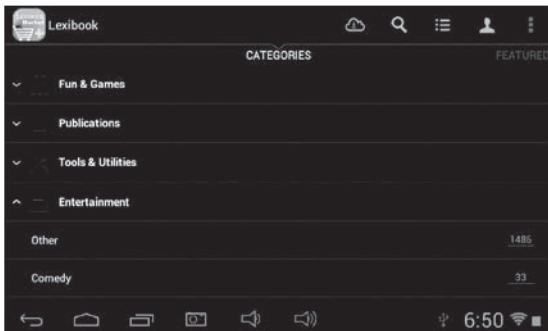 Lexibook
CATEGORIES FEATURED
Fun & Games
Publications
Tools & Utilities
Entertainment
Other 1486
Comedy 33
6:50